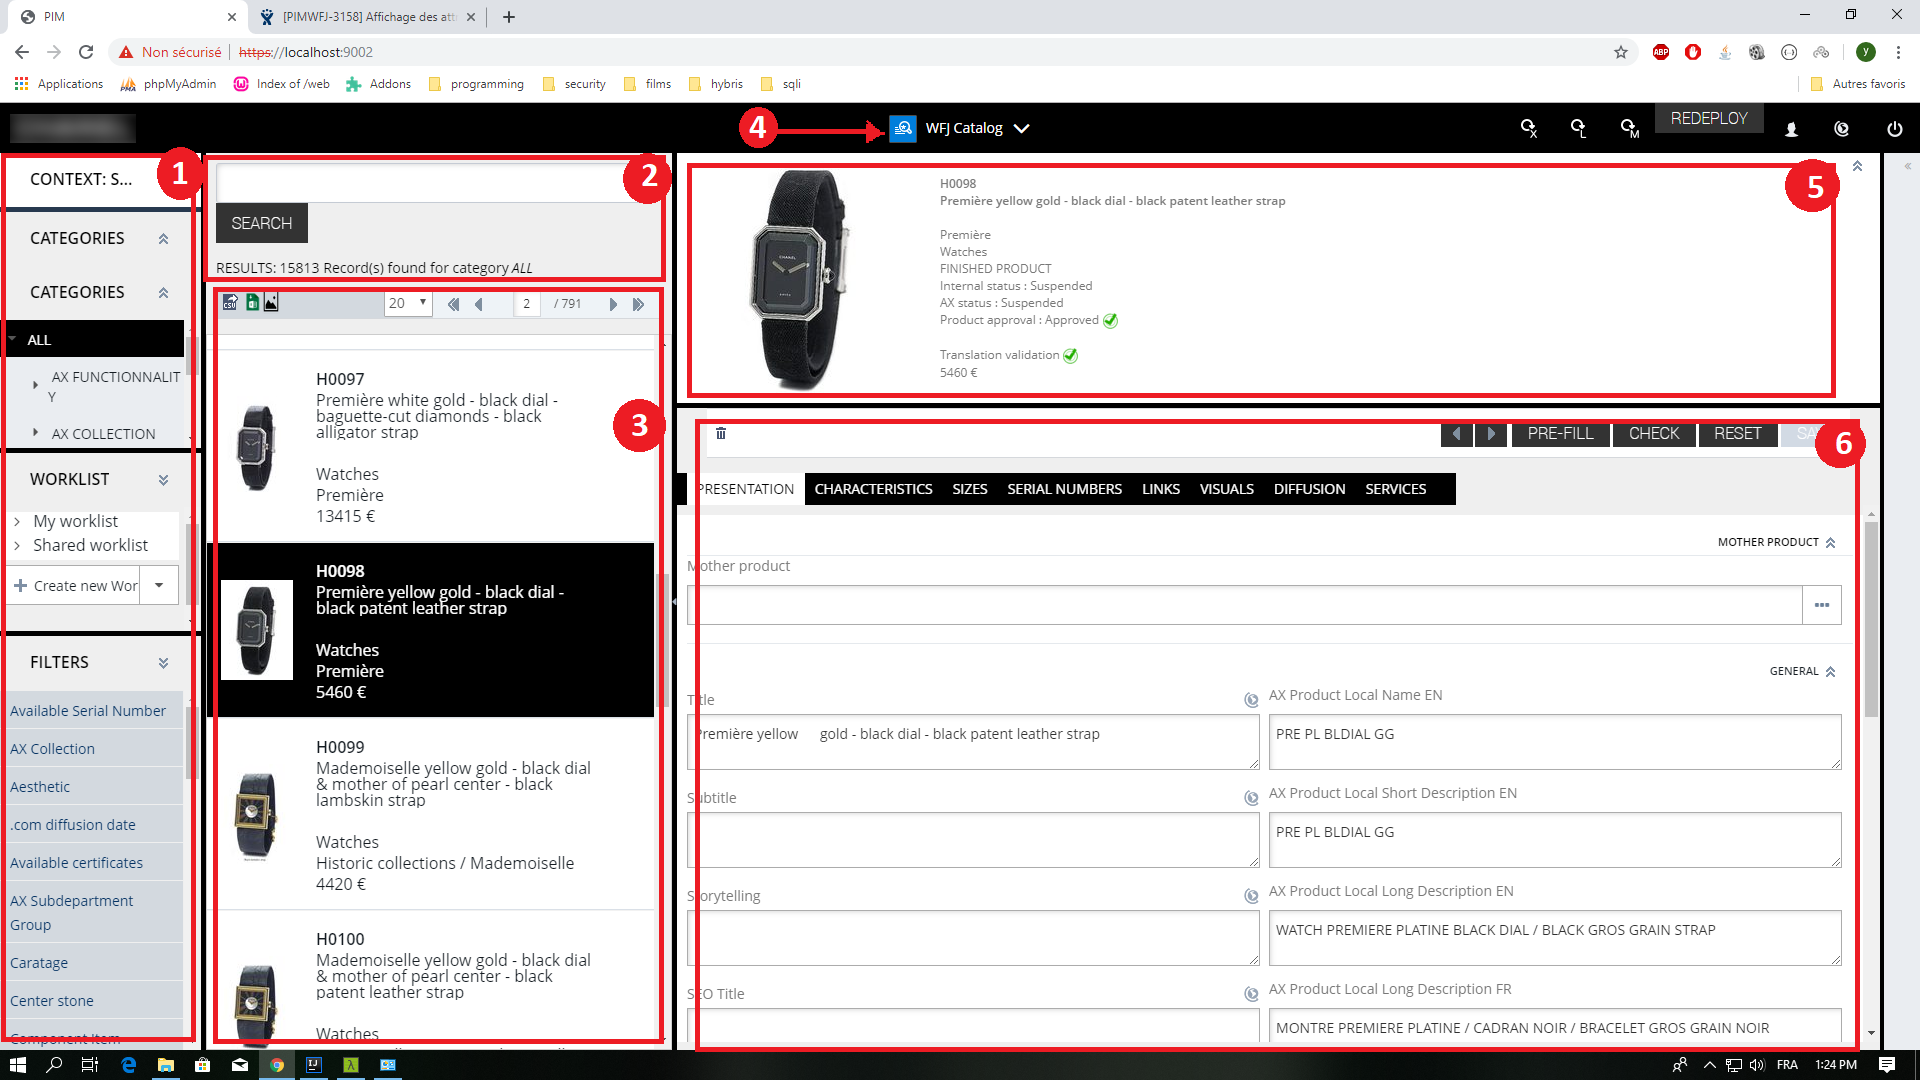 PIM
[PIMWFJ-3158] Affichage des att
Non sécurisé
https://localhost:9002
ABP
y
Applications
phpMyAdmin
Index of /web
Addons
programming
security
films
hybris
sqli
Autres favoris
4
WFJ Catalog
X
L
M
REDEPLOY
1
CONTEXT: S...
CATEGORIES
CATEGORIES
ALL
AX FUNCTIONNALIT
Y
AX COLLECTION
WORKLIST
My worklist
Shared worklist
Create new Wor
FILTERS
Available Serial Number
AX Collection
Aesthetic
.com diffusion date
Available certificates
AX Subdepartment
Group
Caratage
Center stone
Component Item
2
SEARCH
RESULTS: 15813 Record(s) found for category ALL
CSV
20
2
/ 791
3
H0097
Première white gold - black dial -
baguette-cut diamonds - black
alligator strap
Watches
Première
13415 €
H0098
Première yellow gold - black dial -
black patent leather strap
Watches
Première
5460 €
H0099
Mademoiselle yellow gold - black dial
& mother of pearl center - black
lambskin strap
Watches
Historic collections / Mademoiselle
4420 €
H0100
Mademoiselle yellow gold - black dial
& mother of pearl center - black
patent leather strap
Watches
5
CHANEL
H0098
Première yellow gold - black dial - black patent leather strap
Première
Watches
FINISHED PRODUCT
Internal status : Suspended
AX status : Suspended
Product approval : Approved
Translation validation
5460 €
6
PRE-FILL
CHECK
RESET
SA
PRESENTATION
CHARACTERISTICS
SIZES
SERIAL NUMBERS
LINKS
VISUALS
DIFFUSION
SERVICES
MOTHER PRODUCT
Mother product
GENERAL
Title
Première yellow gold - black dial - black patent leather strap
AX Product Local Name EN
PRE PL BLDIAL GG
Subtitle
AX Product Local Short Description EN
PRE PL BLDIAL GG
Storytelling
AX Product Local Long Description EN
WATCH PREMIERE PLATINE BLACK DIAL / BLACK GROS GRAIN STRAP
SEO Title
AX Product Local Long Description FR
MONTRE PREMIERE PLATINE / CADRAN NOIR / BRACELET GROS GRAIN NOIR
FRA
1:24 PM